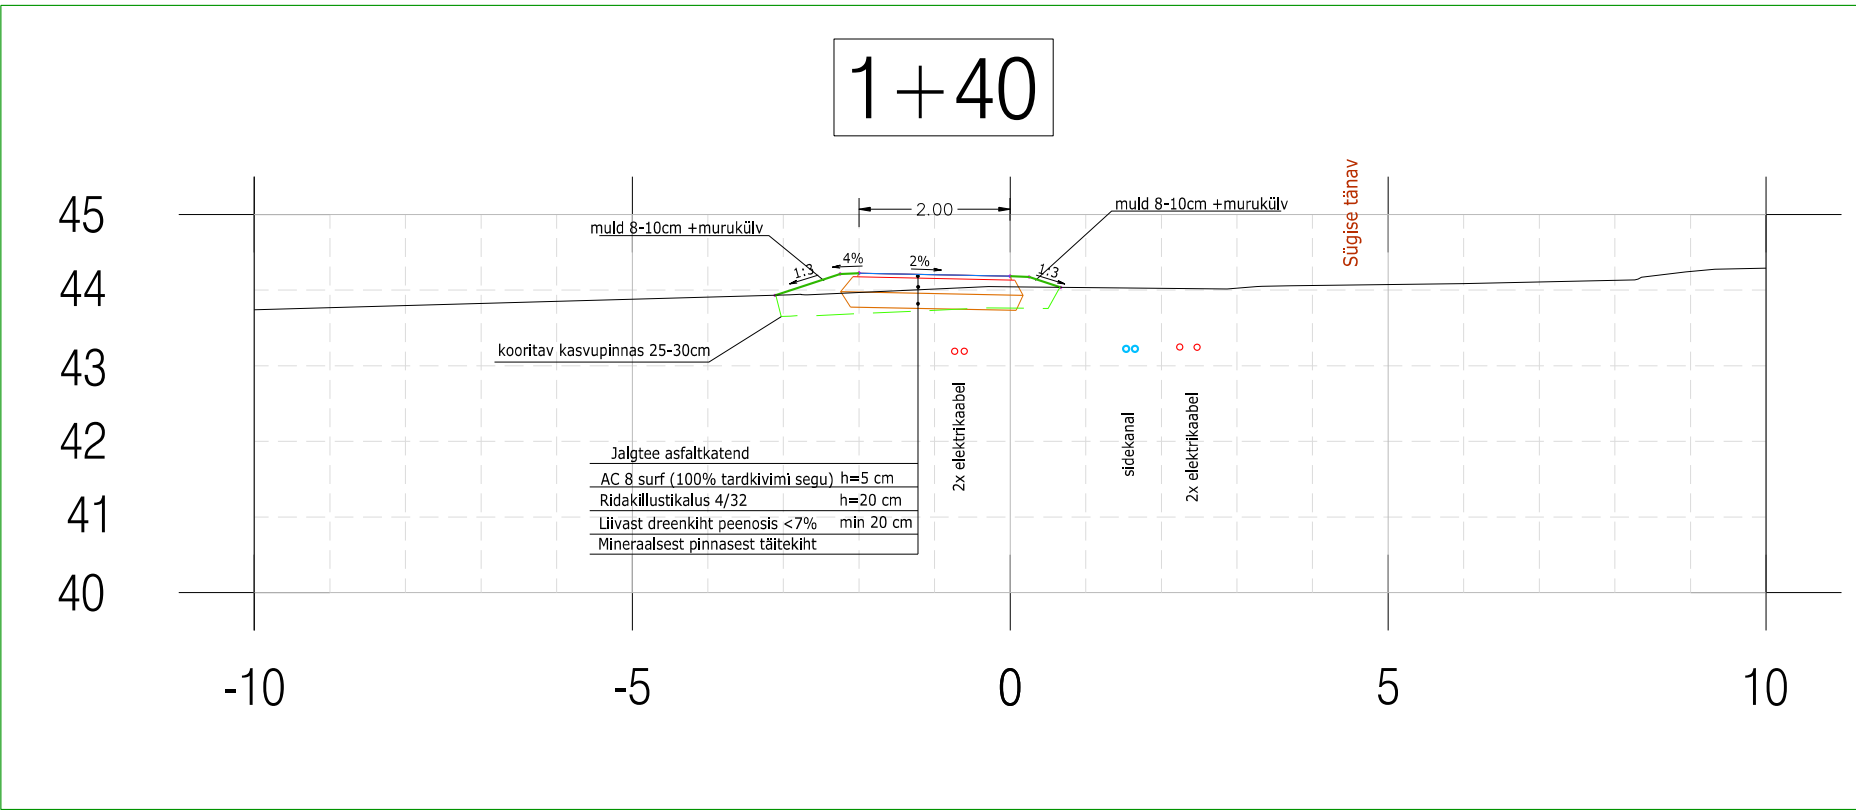 1+40
Sügise tänav
45
44
43
42
41
40
muld 8-10cm +murukülv
2.00
muld 8-10cm +murukülv
1:3
4%
2%
1:3
kooritav kasvupinnas 25-30cm
2x elektrikaabel
sidekanal
2x elektrikaabel
Jalgtee asfaltkatend
AC 8 surf (100% tardkivimi segu) h=5 cm
Ridakillustikalus 4/32 h=20 cm
Liivast dreenkiht peenosis <7% min 20 cm
Mineraalsest pinnasest täitekiht
-10 -5 0 5 10